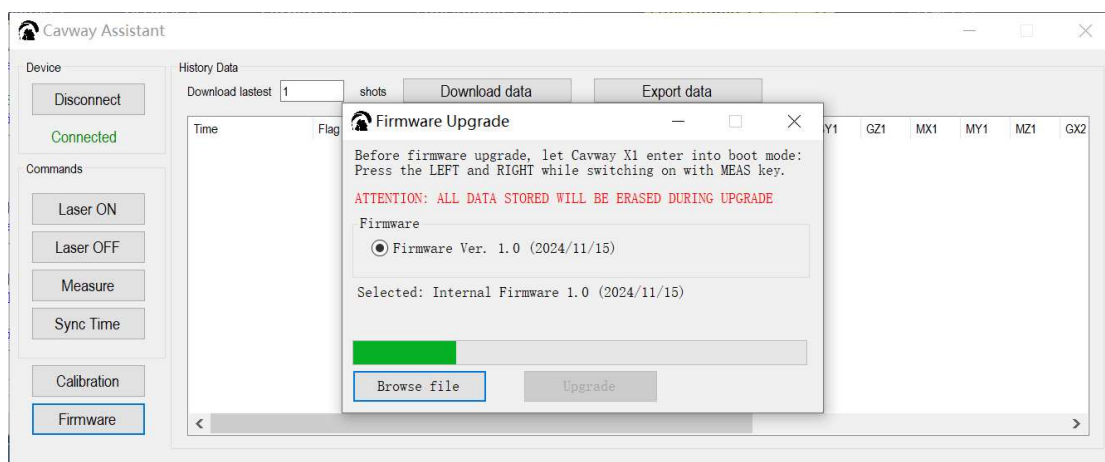 Cavway Assistant
Device
Disconnect
Connected
Commands
Laser ON
Laser OFF
Measure
Sync Time
Calibration
Firmware
History Data
Download lastest 1 shots Download data Export data
Time Flag Y1 GZ1 MX1 MY1 MZ1 GX2
Firmware Upgrade
Before firmware upgrade, let Cavway X1 enter into boot mode:
Press the LEFT and RIGHT while switching on with MEAS key.
ATTENTION: ALL DATA STORED WILL BE ERASED DURING UPGRADE
Firmware
Firmware Ver. 1.0 (2024/11/15)
Selected: Internal Firmware 1.0 (2024/11/15)
Browse file Upgrade